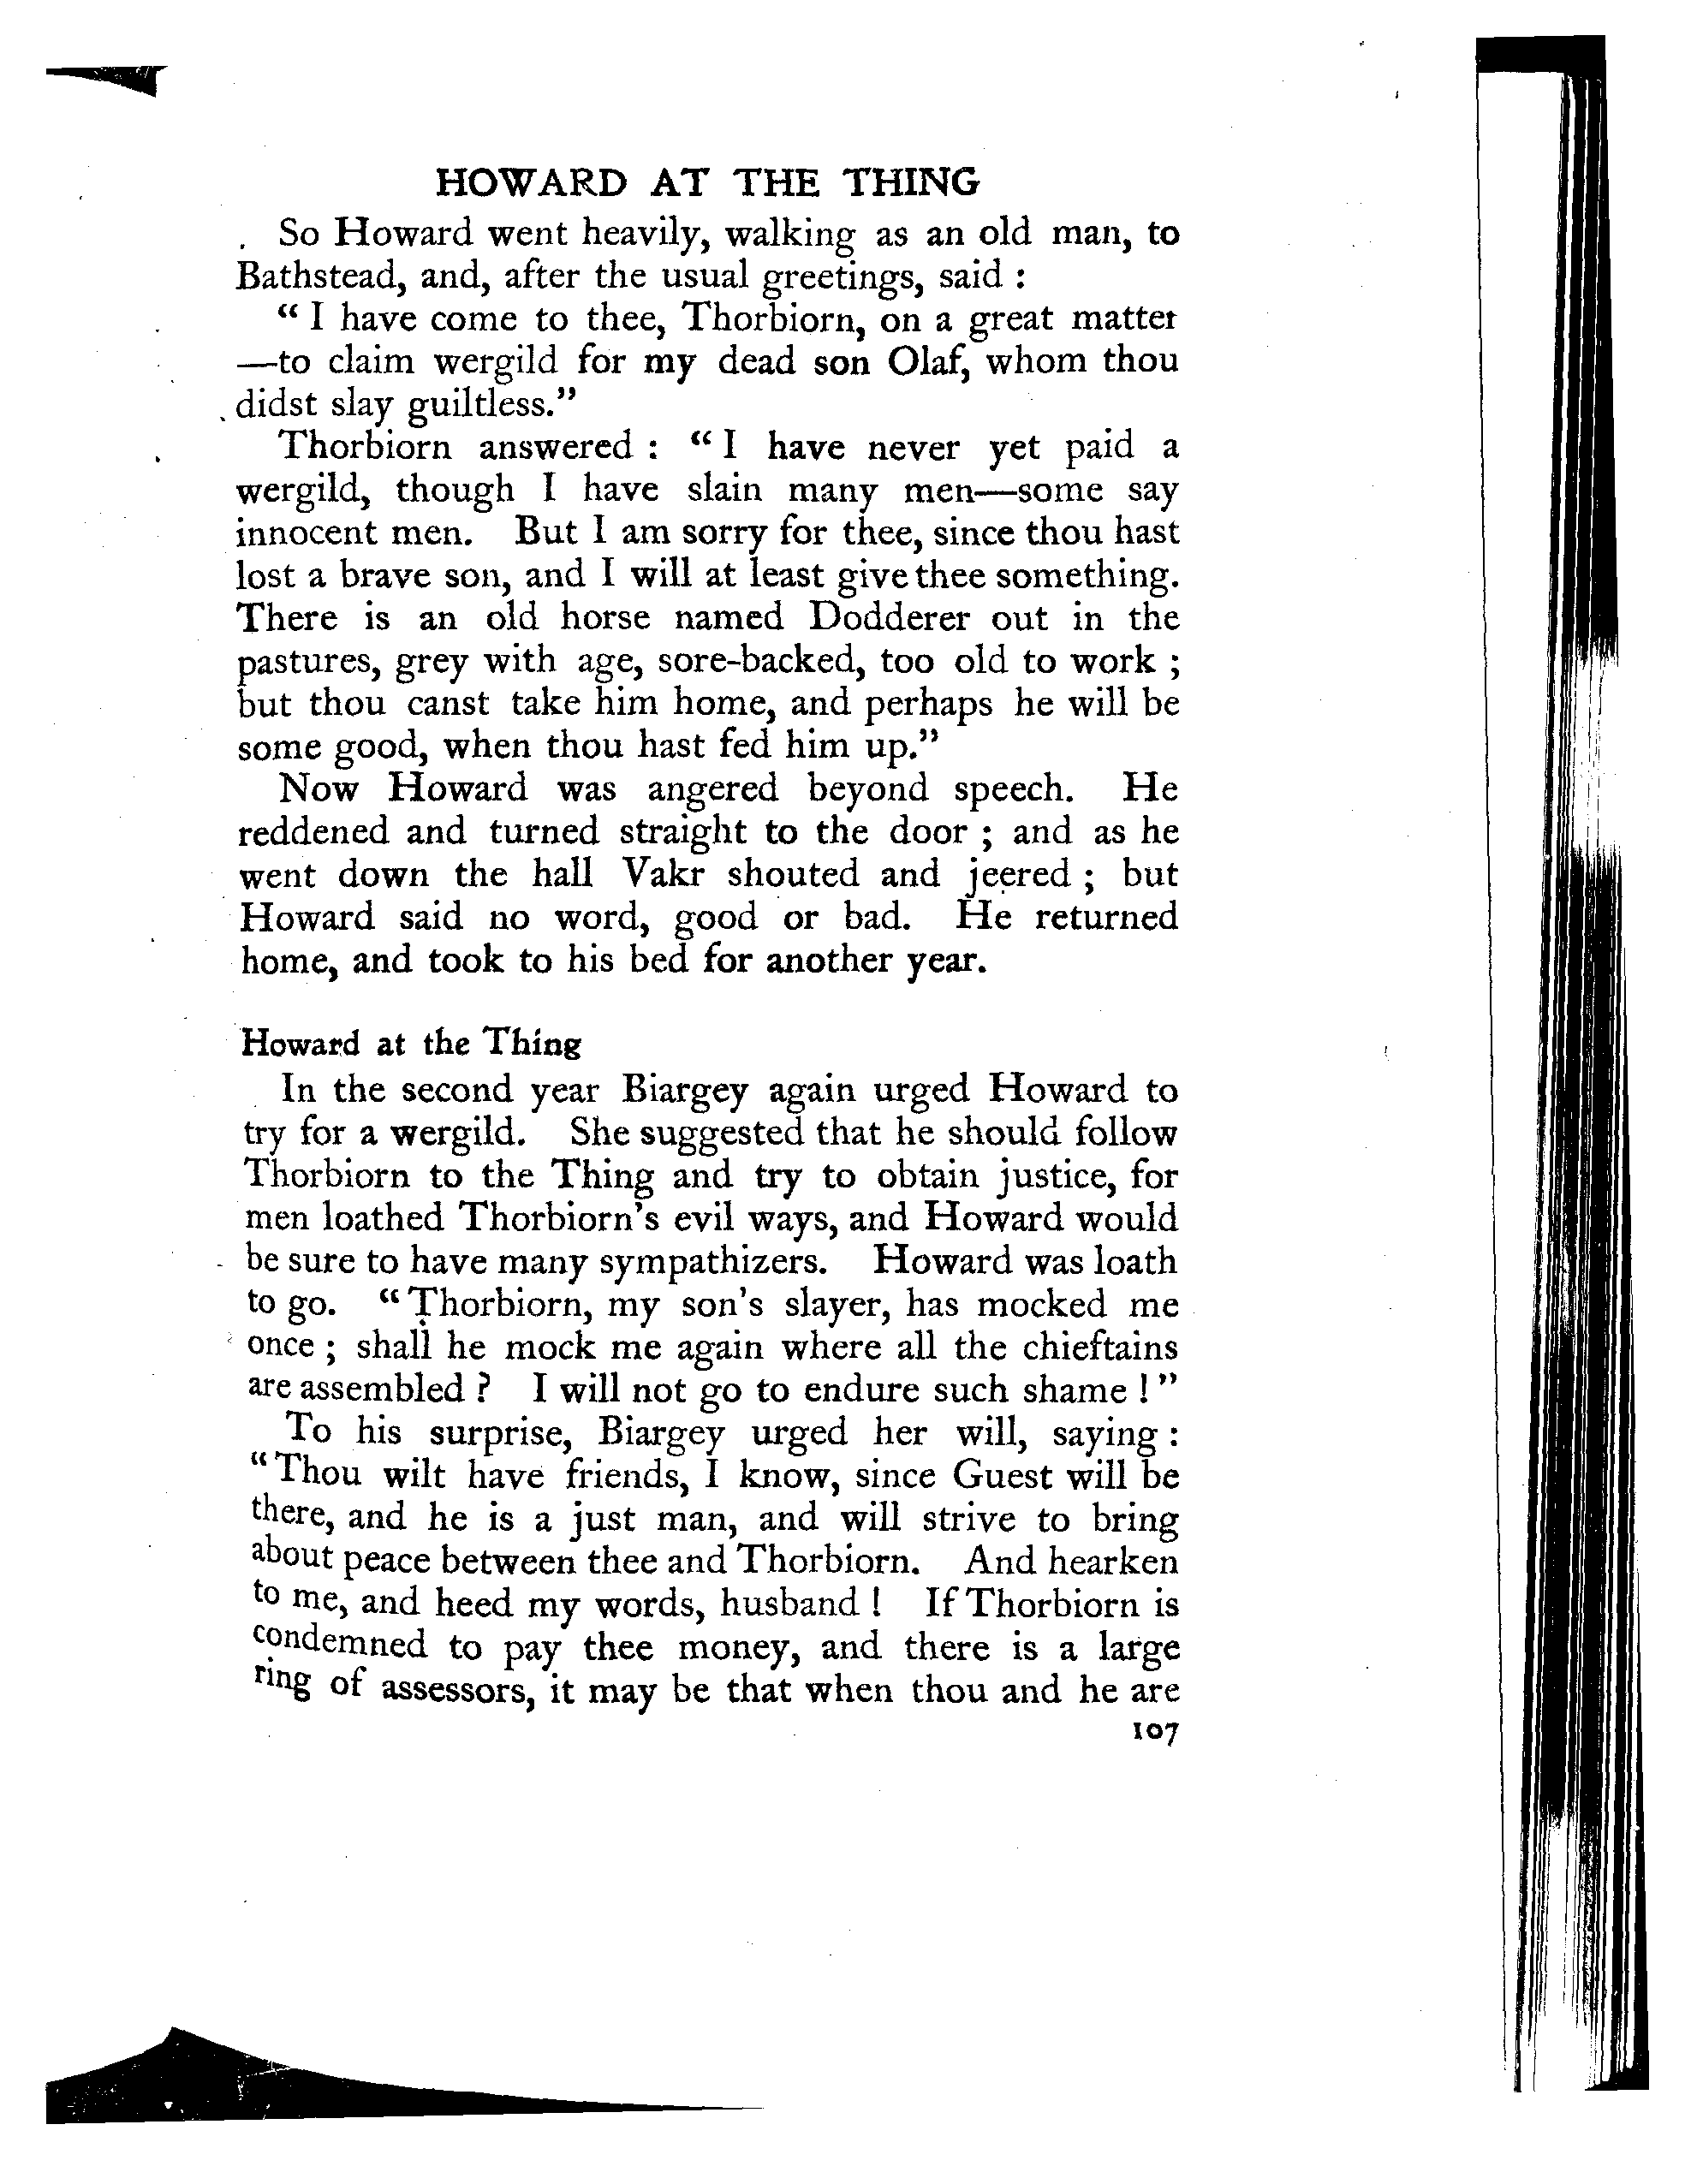 HOWARD AT THE THING
So Howard went heavily, walking as an old man, to
Bathstead, and, after the usual greetings, said :
“ I have come to thee, Thorbiorn, on a great matter
—to claim wergild for my dead son Olaf, whom thou
didst slay guiltless.”
Thorbiorn answered : “ I have never yet paid a
wergild, though I have slain many men—some say
innocent men. But I am sorry for thee, since thou hast
lost a brave son, and I will at least give thee something.
There is an old horse named Dodderer out in the
pastures, grey with age, sore-backed, too old to work ;
but thou canst take him home, and perhaps he will be
some good, when thou hast fed him up.”
Now Howard was angered beyond speech. He
reddened and turned straight to the door ; and as he
went down the hall Vakr shouted and jeered ; but
Howard said no word, good or bad. He returned
home, and took to his bed for another year.
Howard at the Thing
In the second year Biargey again urged Howard to
try for a wergild. She suggested that he should follow
Thorbiorn to the Thing and try to obtain justice, for
men loathed Thorbiorn’s evil ways, and Howard would
be sure to have many sympathizers. Howard was loath
to go. “ Thorbiorn, my son’s slayer, has mocked me
once ; shall he mock me again where all the chieftains
are assembled ? I will not go to endure such shame ! ”
To his surprise, Biargey urged her will, saying :
“ Thou wilt have friends, I know, since Guest will be
there, and he is a just man, and will strive to bring
about peace between thee and Thorbiorn. And hearken
to me, and heed my words, husband ! If Thorbiorn is
condemned to pay thee money, and there is a large
ring of assessors, it may be that when thou and he are
107